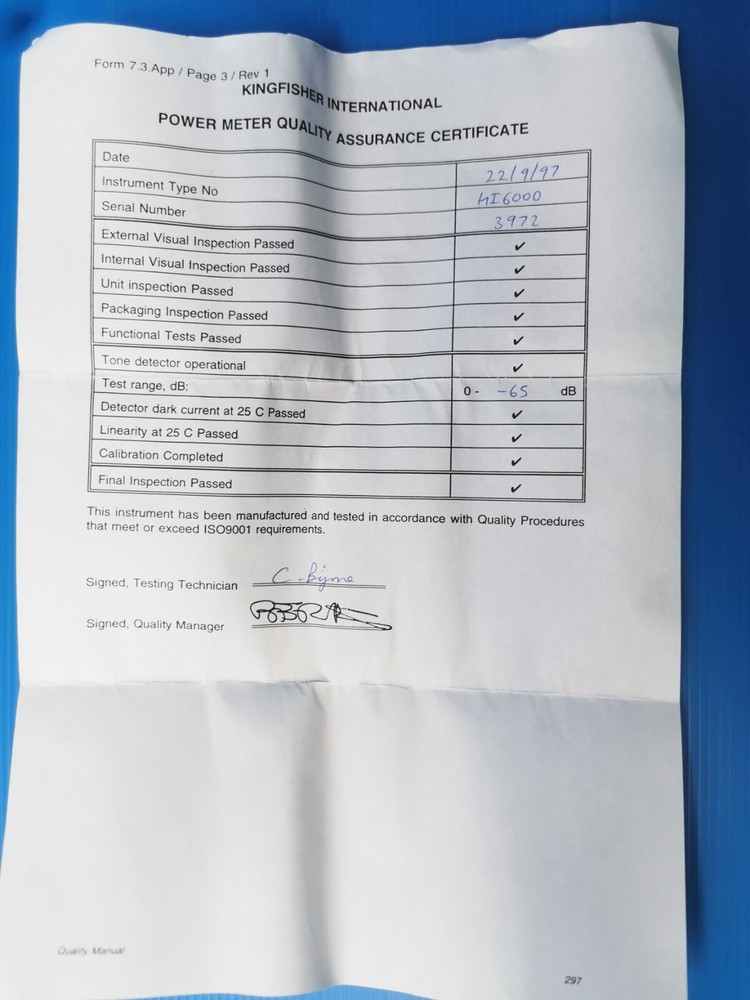 Form 7.3.App / Page 3 / Rev 1
KINGFISHER INTERNATIONAL
POWER METER QUALITY ASSURANCE CERTIFICATE
Date 22/9/97
Instrument Type No HI6000
Serial Number 3972
External Visual Inspection Passed ✓
Internal Visual Inspection Passed ✓
Unit inspection Passed ✓
Packaging Inspection Passed ✓
Functional Tests Passed ✓
Tone detector operational ✓
Test range, dB: 0 - -65 dB
Detector dark current at 25 C Passed ✓
Linearity at 25 C Passed ✓
Calibration Completed ✓
Final Inspection Passed ✓
This instrument has been manufactured and tested in accordance with Quality Procedures
that meet or exceed ISO9001 requirements.
Signed, Testing Technician
Signed, Quality Manager
Quality Manual
297